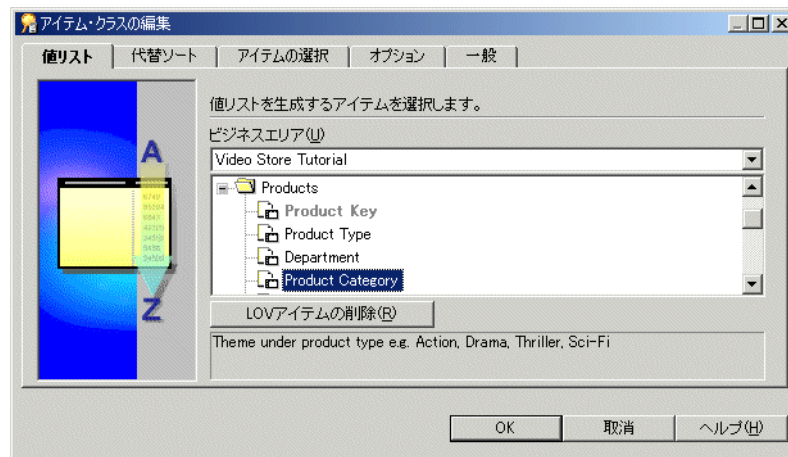 アイテム・クラスの編集
値リスト 代替ソート アイテムの選択 オプション 一般
値リストを生成するアイテムを選択します。
ビジネスエリア(U)
Video Store Tutorial
Products
Product Key
Product Type
Department
Product Category
LOVアイテムの削除(R)
Theme under product type e.g. Action, Drama, Thriller, Sci-Fi
A
Z
OK 取消 ヘルプ(H)